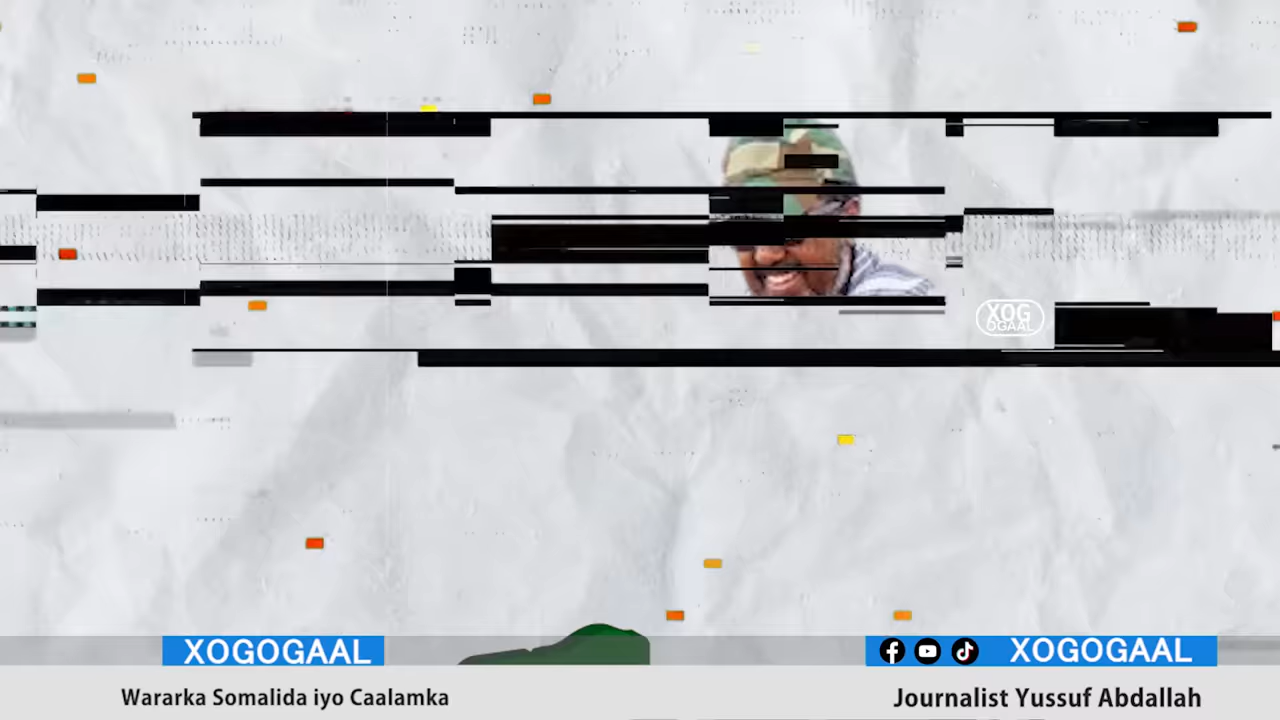 XOG
OGAAL
XOGOGAAL
XOGOGAAL
Wararka Somalida iyo Caalamka
Journalist Yussuf Abdallah